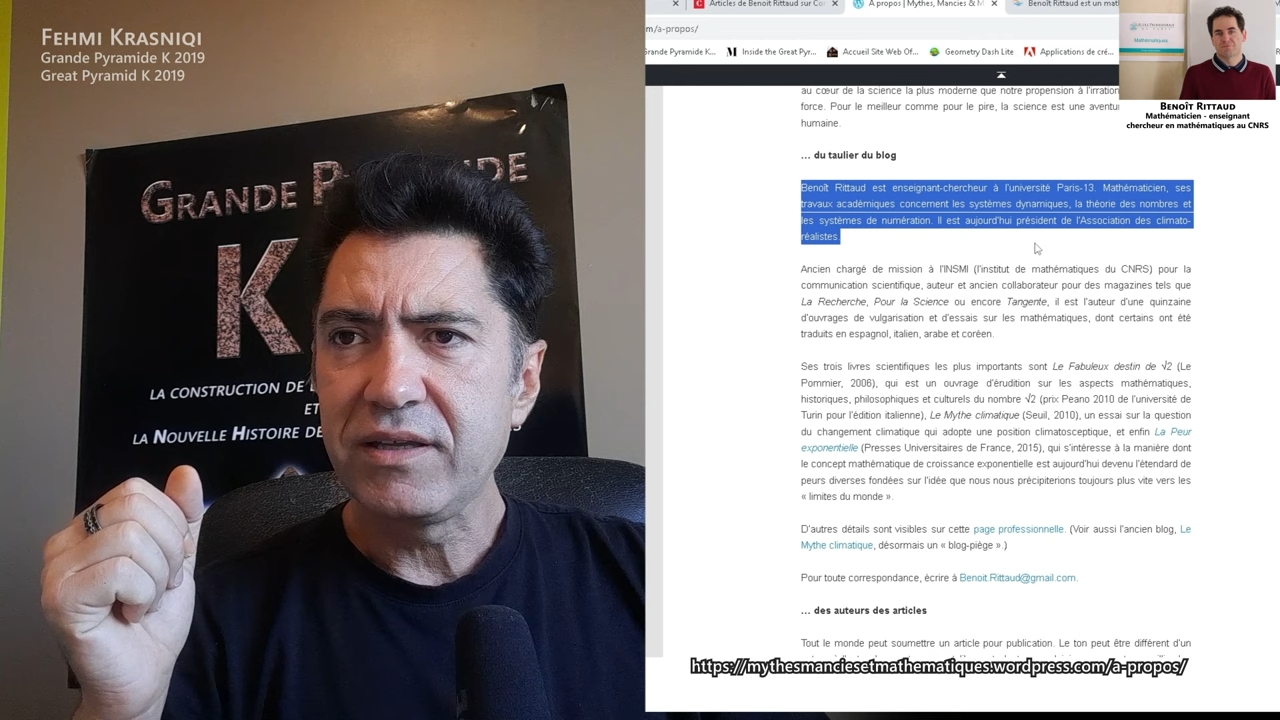 FEHMI KRASNIQI
Grande Pyramide K 2019
Great Pyramid K 2019
GRANDE
K
LA CONSTRUCTION DE
ET
LA NOUVELLE HISTOIRE DE
Articles de Benoit Rittaud sur Co
A propos | Mythes, Mancies & M
Benoît Rittaud est un mat
m/a-propos/
Grande Pyramide K...
Inside the Great Pyr...
Accueil Site Web Of...
Geometry Dash Lite
Applications de cré...
BENOÎT RITTAUD
Mathématicien - enseignant
chercheur en mathématiques au CNRS
au cœur de la science la plus moderne que notre propension à
force. Pour le meilleur comme pour le pire, la science est une
humaine.
... du taulier du blog
Benoît Rittaud est enseignant-chercheur à l'université Paris-13. Mathématicien, ses
travaux académiques concernent les systèmes dynamiques, la théorie des nombres et
les systèmes de numération. Il est aujourd'hui président de l'Association des climato-
réalistes.
Ancien chargé de mission à l'INSMI (l'institut de mathématiques du CNRS) pour la
communication scientifique, auteur et ancien collaborateur pour des magazines tels que
La Recherche, Pour la Science ou encore Tangente, il est l'auteur d'une quinzaine
d'ouvrages de vulgarisation et d'essais sur les mathématiques, dont certains ont été
traduits en espagnol, italien, arabe et coréen.
Ses trois livres scientifiques les plus importants sont Le Fabuleux destin de √2 (Le
Pommier, 2006), qui est un ouvrage d'érudition sur les aspects mathématiques,
historiques, philosophiques et culturels du nombre √2 (prix Peano 2010 de l'université de
Turin pour l'édition italienne), Le Mythe climatique (Seuil, 2010), un essai sur la question
du changement climatique qui adopte une position climatosceptique, et enfin La Peur
exponentielle (Presses Universitaires de France, 2015), qui s'intéresse à la manière dont
le concept mathématique de croissance exponentielle est aujourd'hui devenu l'étendard de
peurs diverses fondées sur l'idée que nous nous précipiterions toujours plus vite vers les
« limites du monde ».
D'autres détails sont visibles sur cette page professionnelle. (Voir aussi l'ancien blog, Le
Mythe climatique, désormais un « blog-piège ».)
Pour toute correspondance, écrire à Benoit.Rittaud@gmail.com.
... des auteurs des articles
Tout le monde peut soumettre un article pour publication. Le ton peut être différent d'un
https://mythesmanciesetmathematiques.wordpress.com/a-propos/